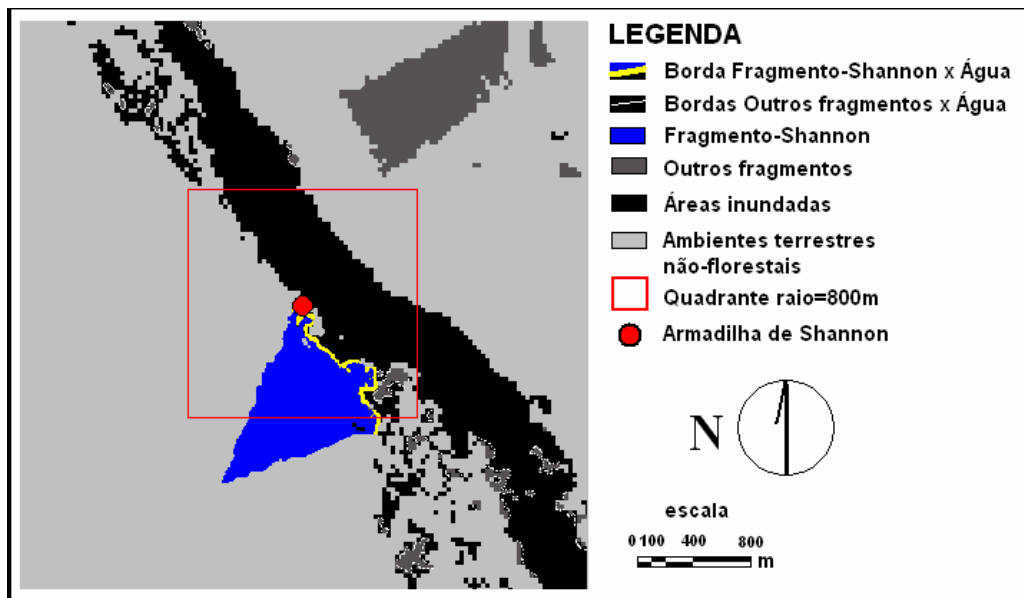 LEGENDA
Borda Fragmento-Shannon x Água
Bordas Outros fragmentos x Água
Fragmento-Shannon
Outros fragmentos
Áreas inundadas
Ambientes terrestres
não-florestais
Quadrante raio=800m
Armadilha de Shannon
N
escala
0 100 400 800
m